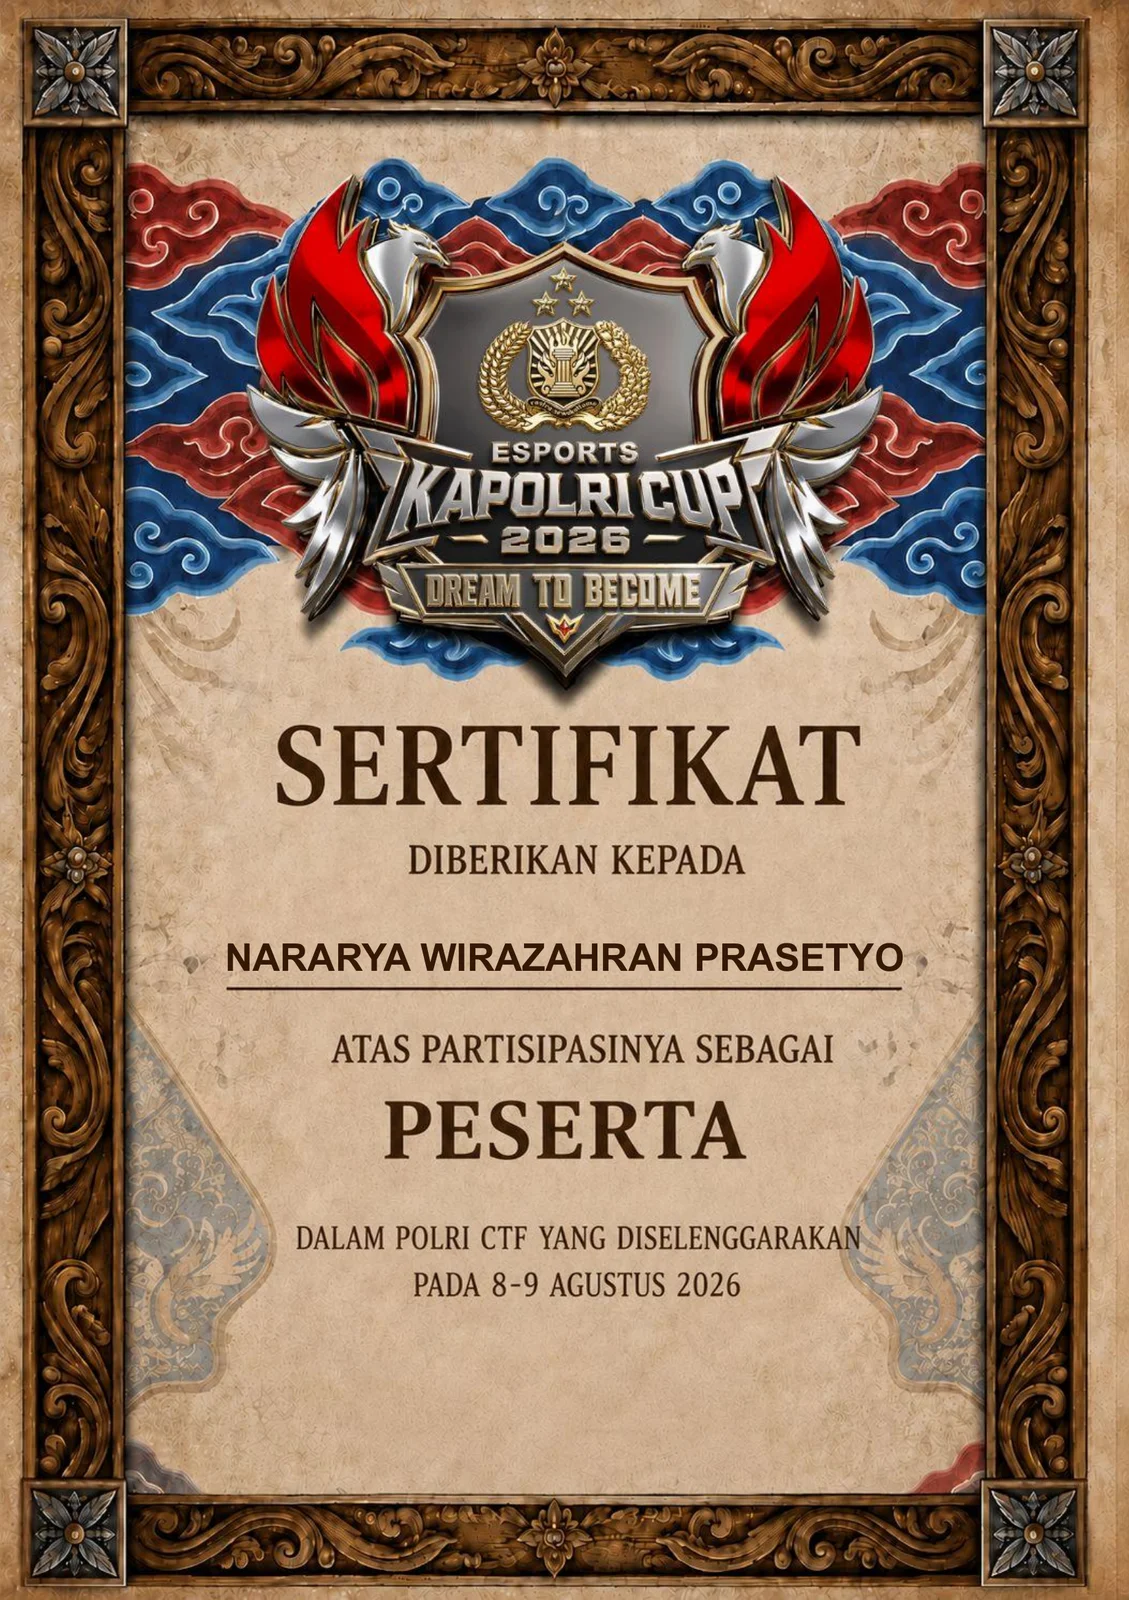 ESPORTS
KAPOLRI CUP
2026
DREAM TO BECOME
SERTIFIKAT
DIBERIKAN KEPADA
NARARYA WIRAZAHRAN PRASETYO
ATAS PARTISIPASINYA SEBAGAI
PESERTA
DALAM POLRI CTF YANG DISELENGGARAKAN
PADA 8-9 AGUSTUS 2026